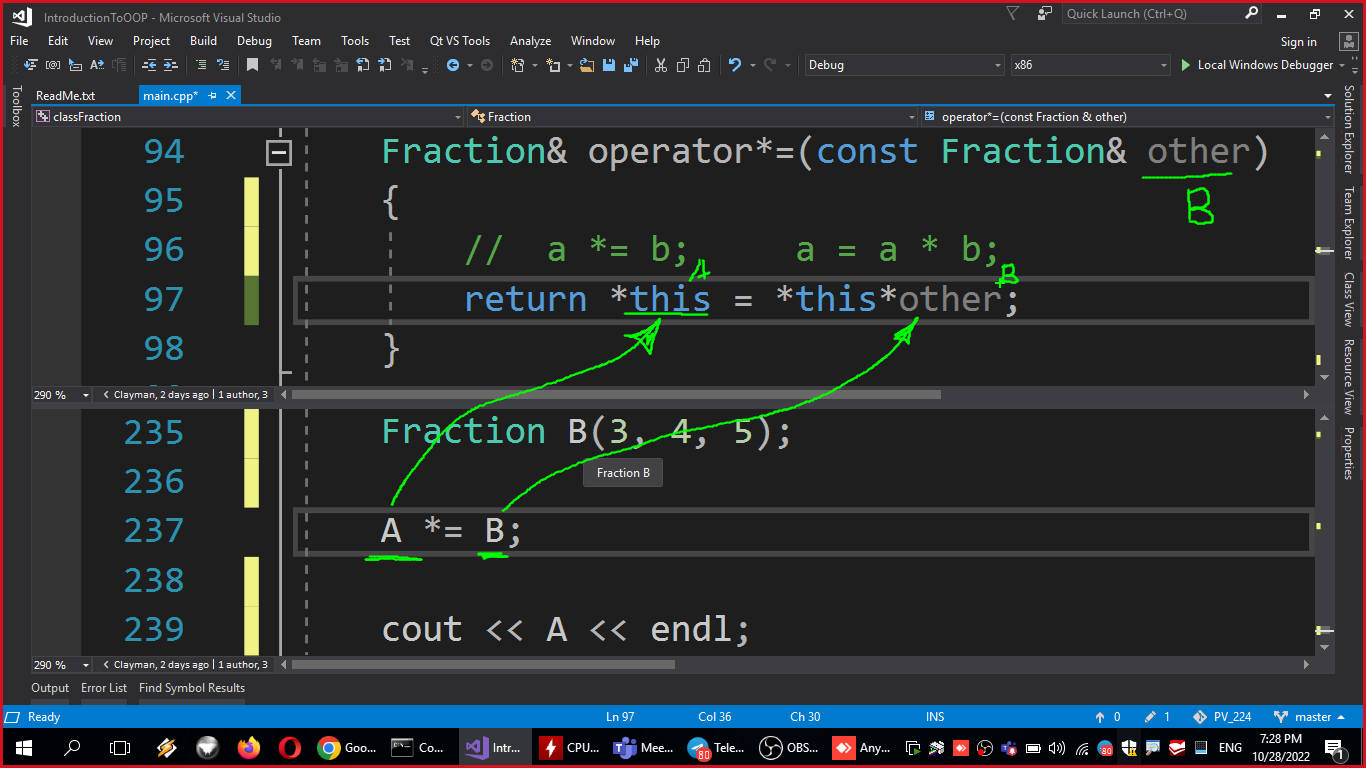 IntroductionToOOP - Microsoft Visual Studio
Quick Launch (Ctrl+Q)
File Edit View Project Build Debug Team Tools Test Qt VS Tools Analyze Window Help
Sign in
Debug x86 Local Windows Debugger
Toolbox
ReadMe.txt main.cpp*
classFraction Fraction operator*=(const Fraction & other)
94 Fraction& operator*=(const Fraction& other)
95 {
B
96 // a *= b; a = a * b;
A B
97 return *this = *this*other;
98 }
290 % Clayman, 2 days ago | 1 author, 3
235 Fraction B(3, 4, 5);
236
Fraction B
237 A *= B;
238
239 cout << A << endl;
290 % Clayman, 2 days ago | 1 author, 3
Solution Explorer
Team Explorer
Class View
Resource View
Properties
Output Error List Find Symbol Results
Ready Ln 97 Col 36 Ch 30 INS 0 1 PV_224 master
Goo... Co... Intr... CPU... Mee... Tele... OBS... Any... ENG
80 80
7:28 PM
10/28/2022
1